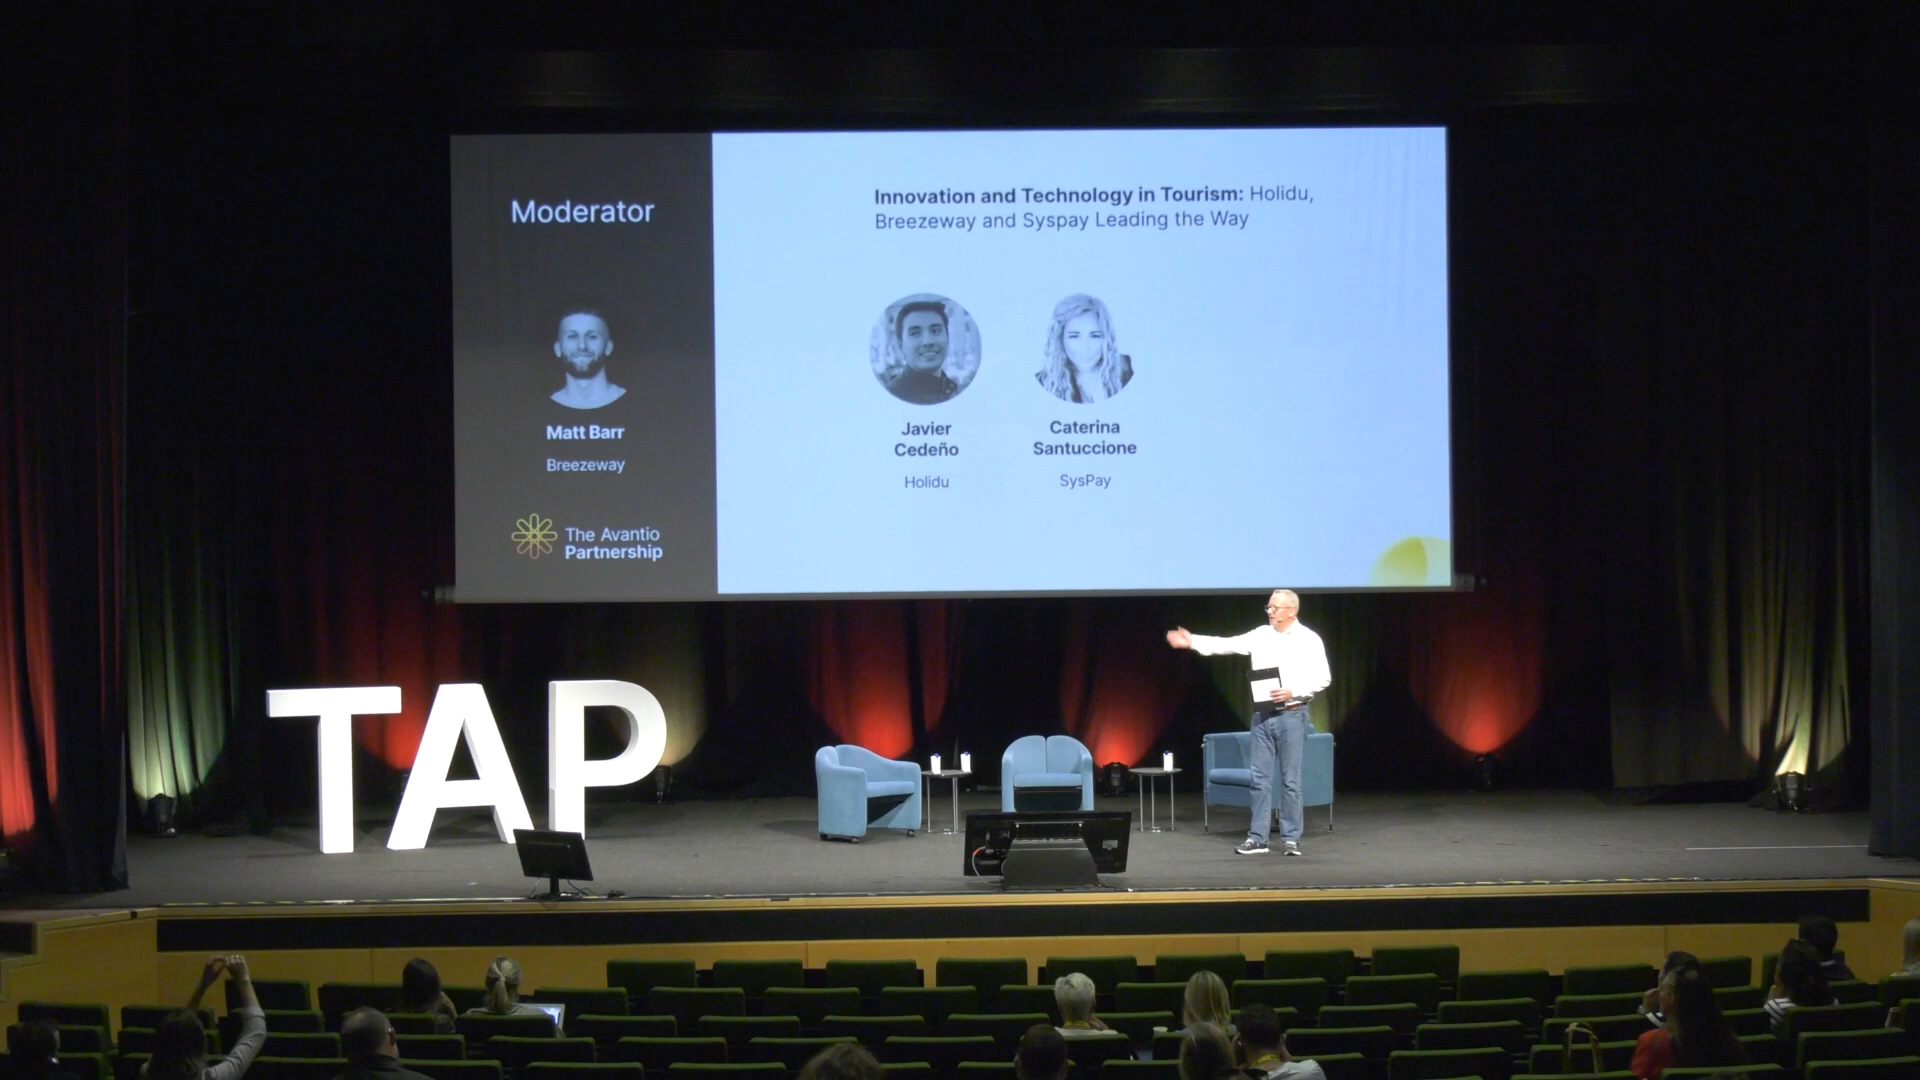 Moderator
Matt Barr
Breezeway
The Avantio
Partnership
Innovation and Technology in Tourism: Holidu,
Breezeway and Syspay Leading the Way
Javier
Cedeño
Holidu
Caterina
Santuccione
SysPay
TAP